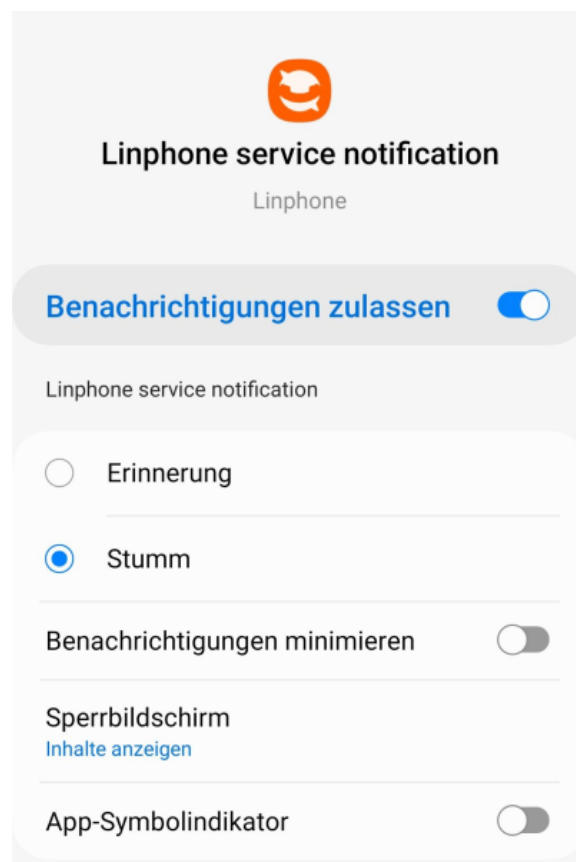 Linphone service notification
Linphone
Benachrichtigungen zulassen
Linphone service notification
Erinnerung
Stumm
Benachrichtigungen minimieren
Sperrbildschirm
Inhalte anzeigen
App-Symbolindikator